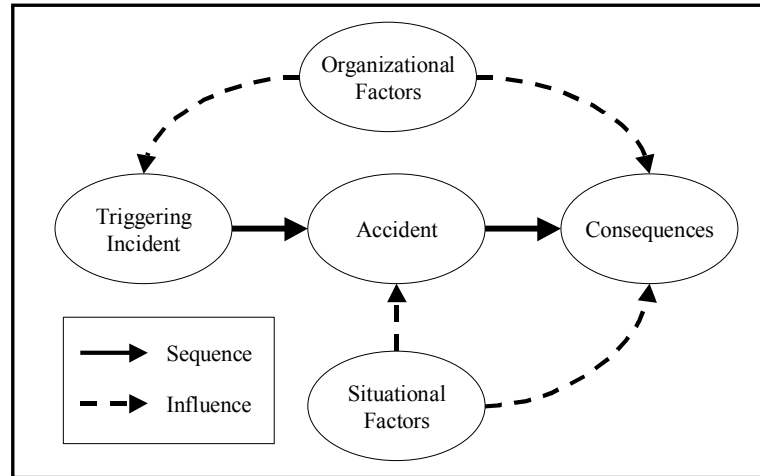 Organizational
Factors
Triggering
Incident
Accident
Consequences
Sequence
Influence
Situational
Factors